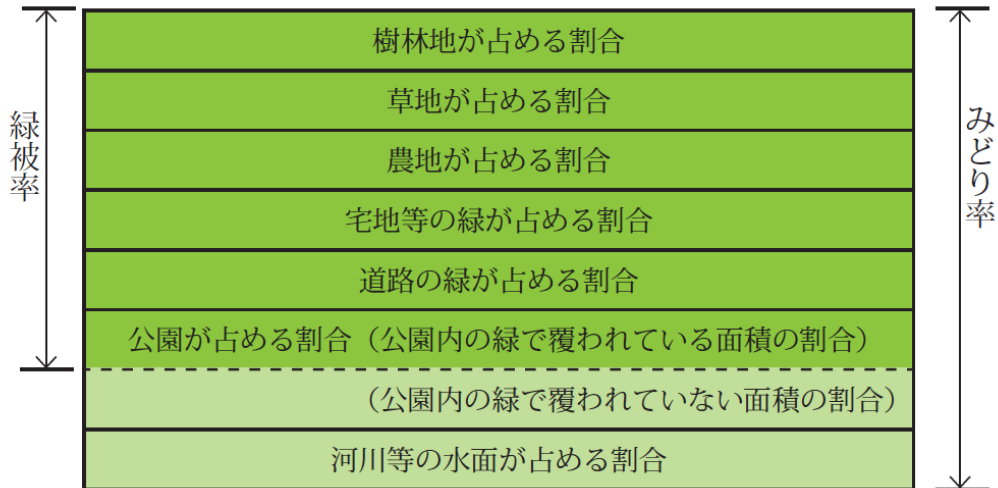 緑被率
樹林地が占める割合
草地が占める割合
農地が占める割合
宅地等の緑が占める割合
道路の緑が占める割合
公園が占める割合（公園内の緑で覆われている面積の割合）
（公園内の緑で覆われていない面積の割合）
河川等の水面が占める割合
みどり率